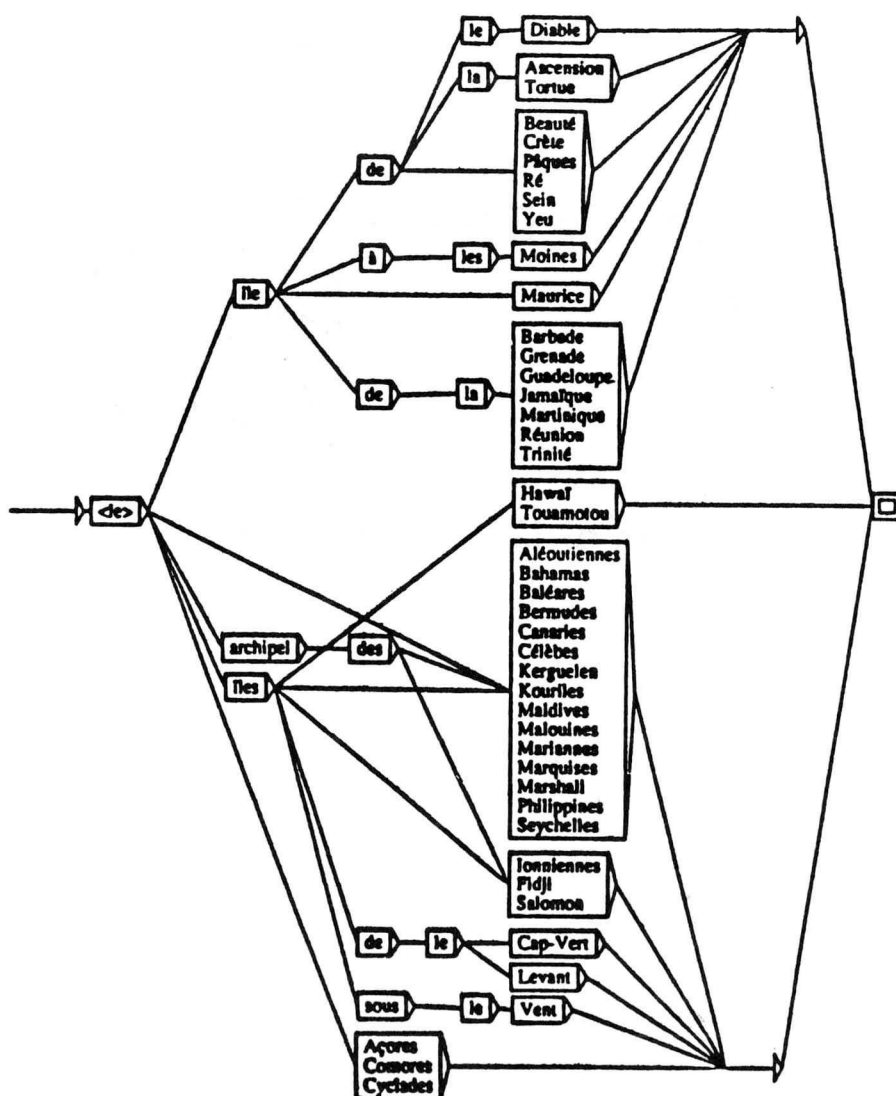 le Diable
la Ascension
Tortue
Beauté
Crète
de Pâques
Ré
Sein
Yeu
à les Moines
île Maurice
Barbade
Grenade
Guadeloupe
de la Jamaïque
Martinique
Réunion
Trinité
<de>
Hawaï
Touamotou
Aléoutiennes
Bahamas
Baléares
Bermudes
Canaries
archipel des
Célèbes
Kerguelen
îles Kouriles
Maldives
Malouines
Mariannes
Marquises
Marshall
Philippines
Seychelles
Ionniennes
Fidji
Salomon
de le Cap-Vert
Levant
sous le Vent
Açores
Comores
Cyclades